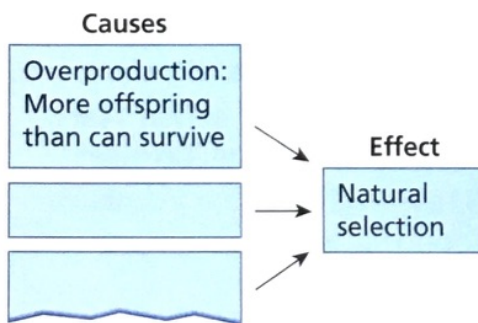 Causes
Overproduction:
More offspring
than can survive
Effect
Natural
selection